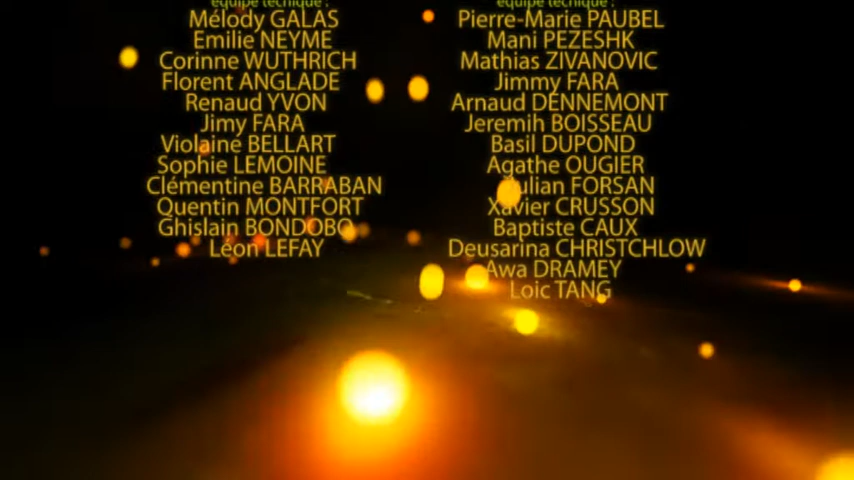 équipe tecnique :
Mélody GALAS
Emilie NEYME
Corinne WUTHRICH
Florent ANGLADE
Renaud YVON
Jimy FARA
Violaine BELLART
Sophie LEMOINE
Clémentine BARRABAN
Quentin MONTFORT
Ghislain BONDOBO
Léon LEFAY
équipe tecnique :
Pierre-Marie PAUBEL
Mani PEZESHK
Mathias ZIVANOVIC
Jimmy FARA
Arnaud DENNEMONT
Jeremih BOISSEAU
Basil DUPOND
Agathe OUGIER
Julian FORSAN
Xavier CRUSSON
Baptiste CAUX
Deusarina CHRISTCHLOW
Awa DRAMEY
Loic TANG